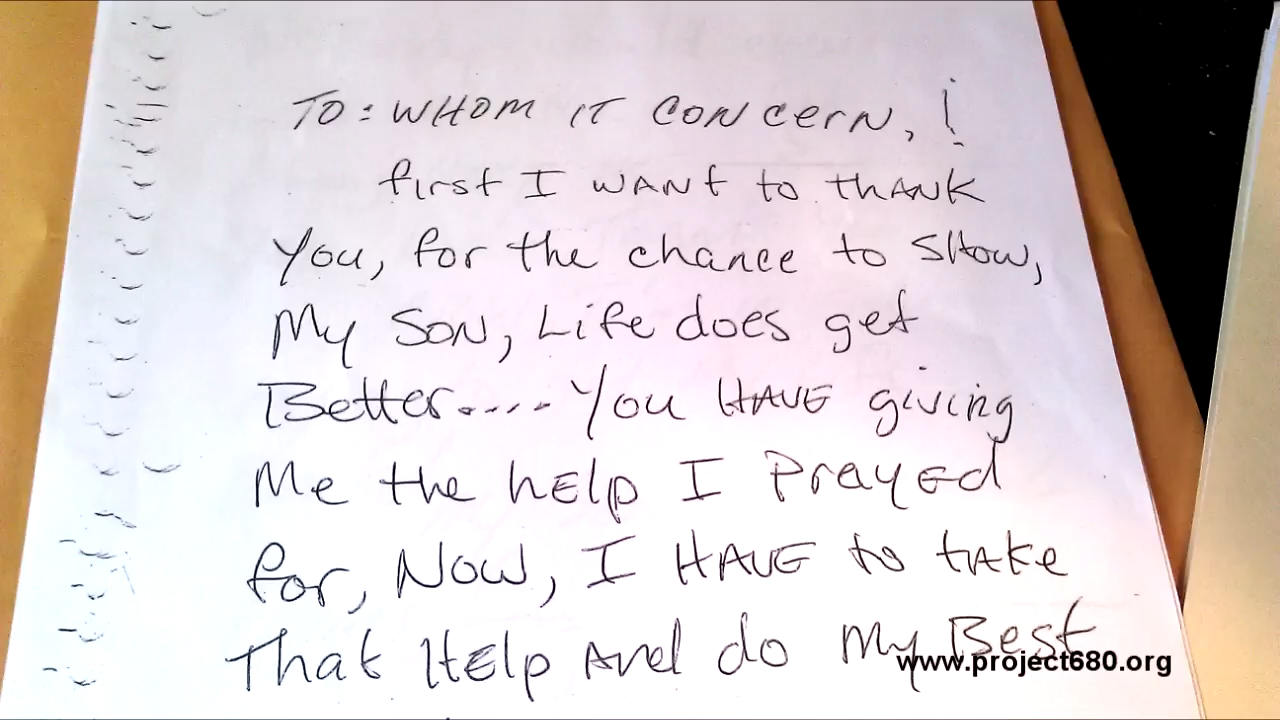 TO: WHOM IT CONCERN, !
first I WANT to thANK
You, for the chance to SHow,
My SON, Life does get
Better..... You HAVE giving
Me the hElp I PrayEd
for, Now, I HAVE to tAke
That HElp And do My Best
www.project680.org